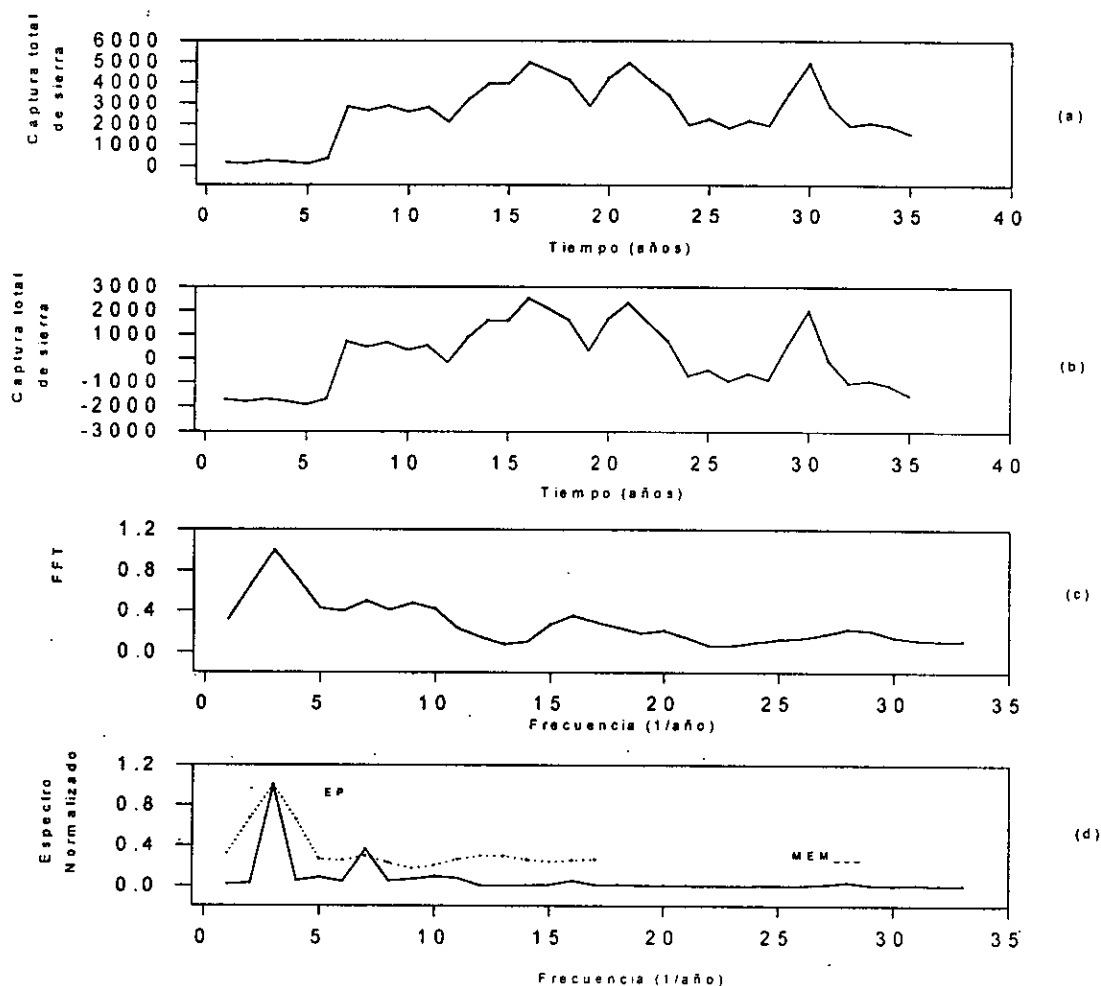 Captura total
de sierra
6000
5000
4000
3000
2000
1000
0
0 5 10 15 20 25 30 35 40
Tiempo (años)
(a)
Captura total
de sierra
3000
2000
1000
0
-1000
-2000
-3000
0 5 10 15 20 25 30 35 40
Tiempo (años)
(b)
FFT
1.2
0.8
0.4
0.0
0 5 10 15 20 25 30 35
Frecuencia (1/año)
(c)
Espectro
Normalizado
1.2
0.8
0.4
0.0
EP
MEM___
0 5 10 15 20 25 30 35
Frecuencia (1/año)
(d)